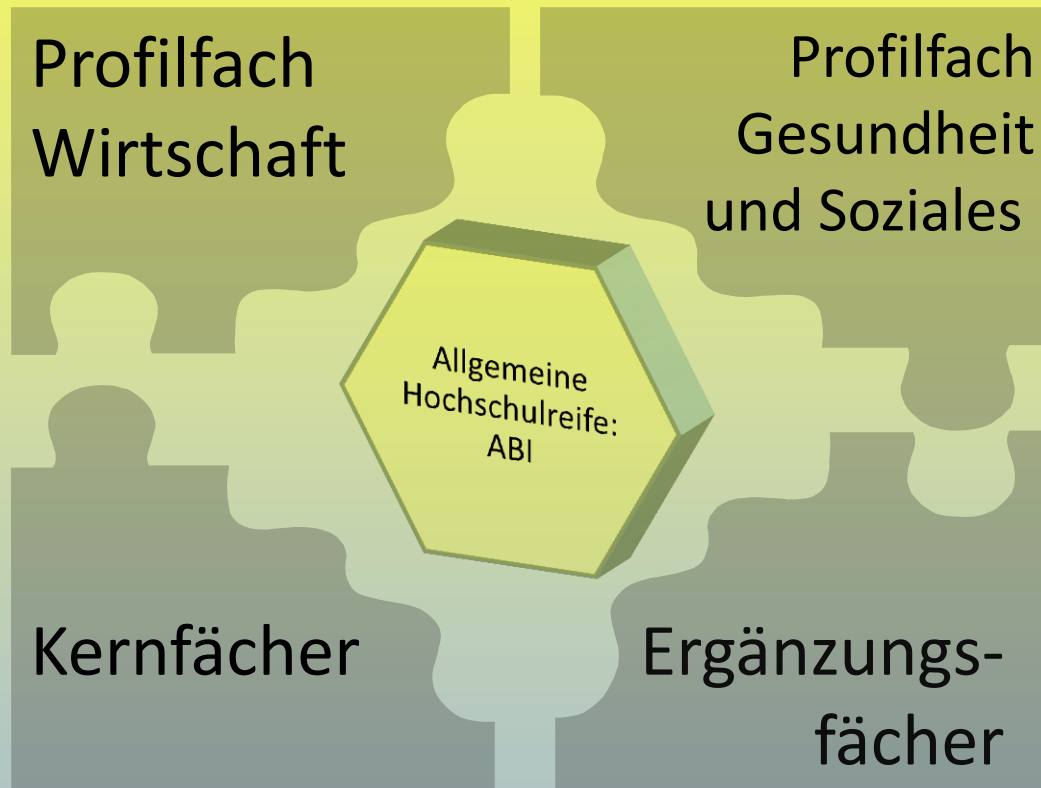 Profilfach
Wirtschaft
Profilfach
Gesundheit
und Soziales
Allgemeine
Hochschulreife:
ABI
Kernfächer
Ergänzungs-
fächer